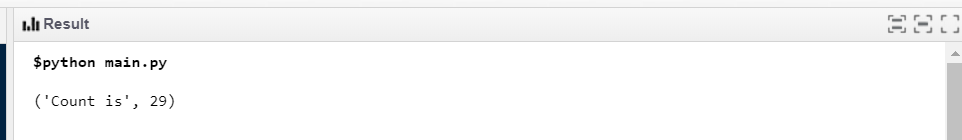 Result
$python main.py
('Count is', 29)